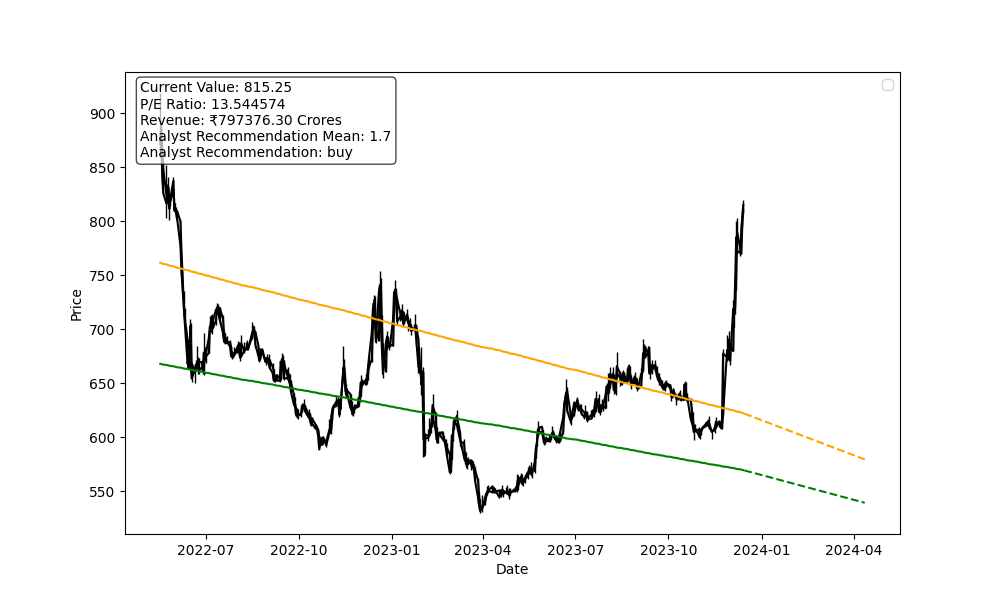 Current Value: 815.25
P/E Ratio: 13.544574
Revenue: ₹797376.30 Crores
Analyst Recommendation Mean: 1.7
Analyst Recommendation: buy
900
850
800
750
700
650
600
550
Price
2022-07 2022-10 2023-01 2023-04 2023-07 2023-10 2024-01 2024-04
Date